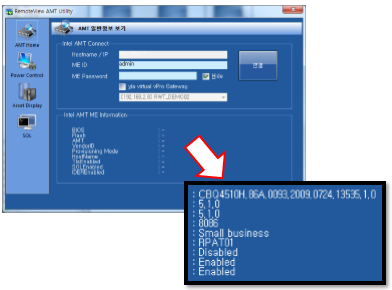 RemoteView AMT Utility
AMT Home
Power Control
Asset Display
SOL
AMT 일반정보 보기
Intel AMT Connect
Hostname / IP
ME ID
admin
ME Password
Hide
연결
via virtual vPro Gateway
Intel AMT ME Information
BIOS :
Flash :
AMT :
VendorID :
Provisioning Mode :
HostName :
TlsEnabled :
SOLEnabled :
IDEREnabled :
: CBQ4510H.86A.0093.2009.0724.13535.1.0
: 5.1.0
: 5.1.0
: 8086
: Small business
: RPAT01
: Disabled
: Enabled
: Enabled